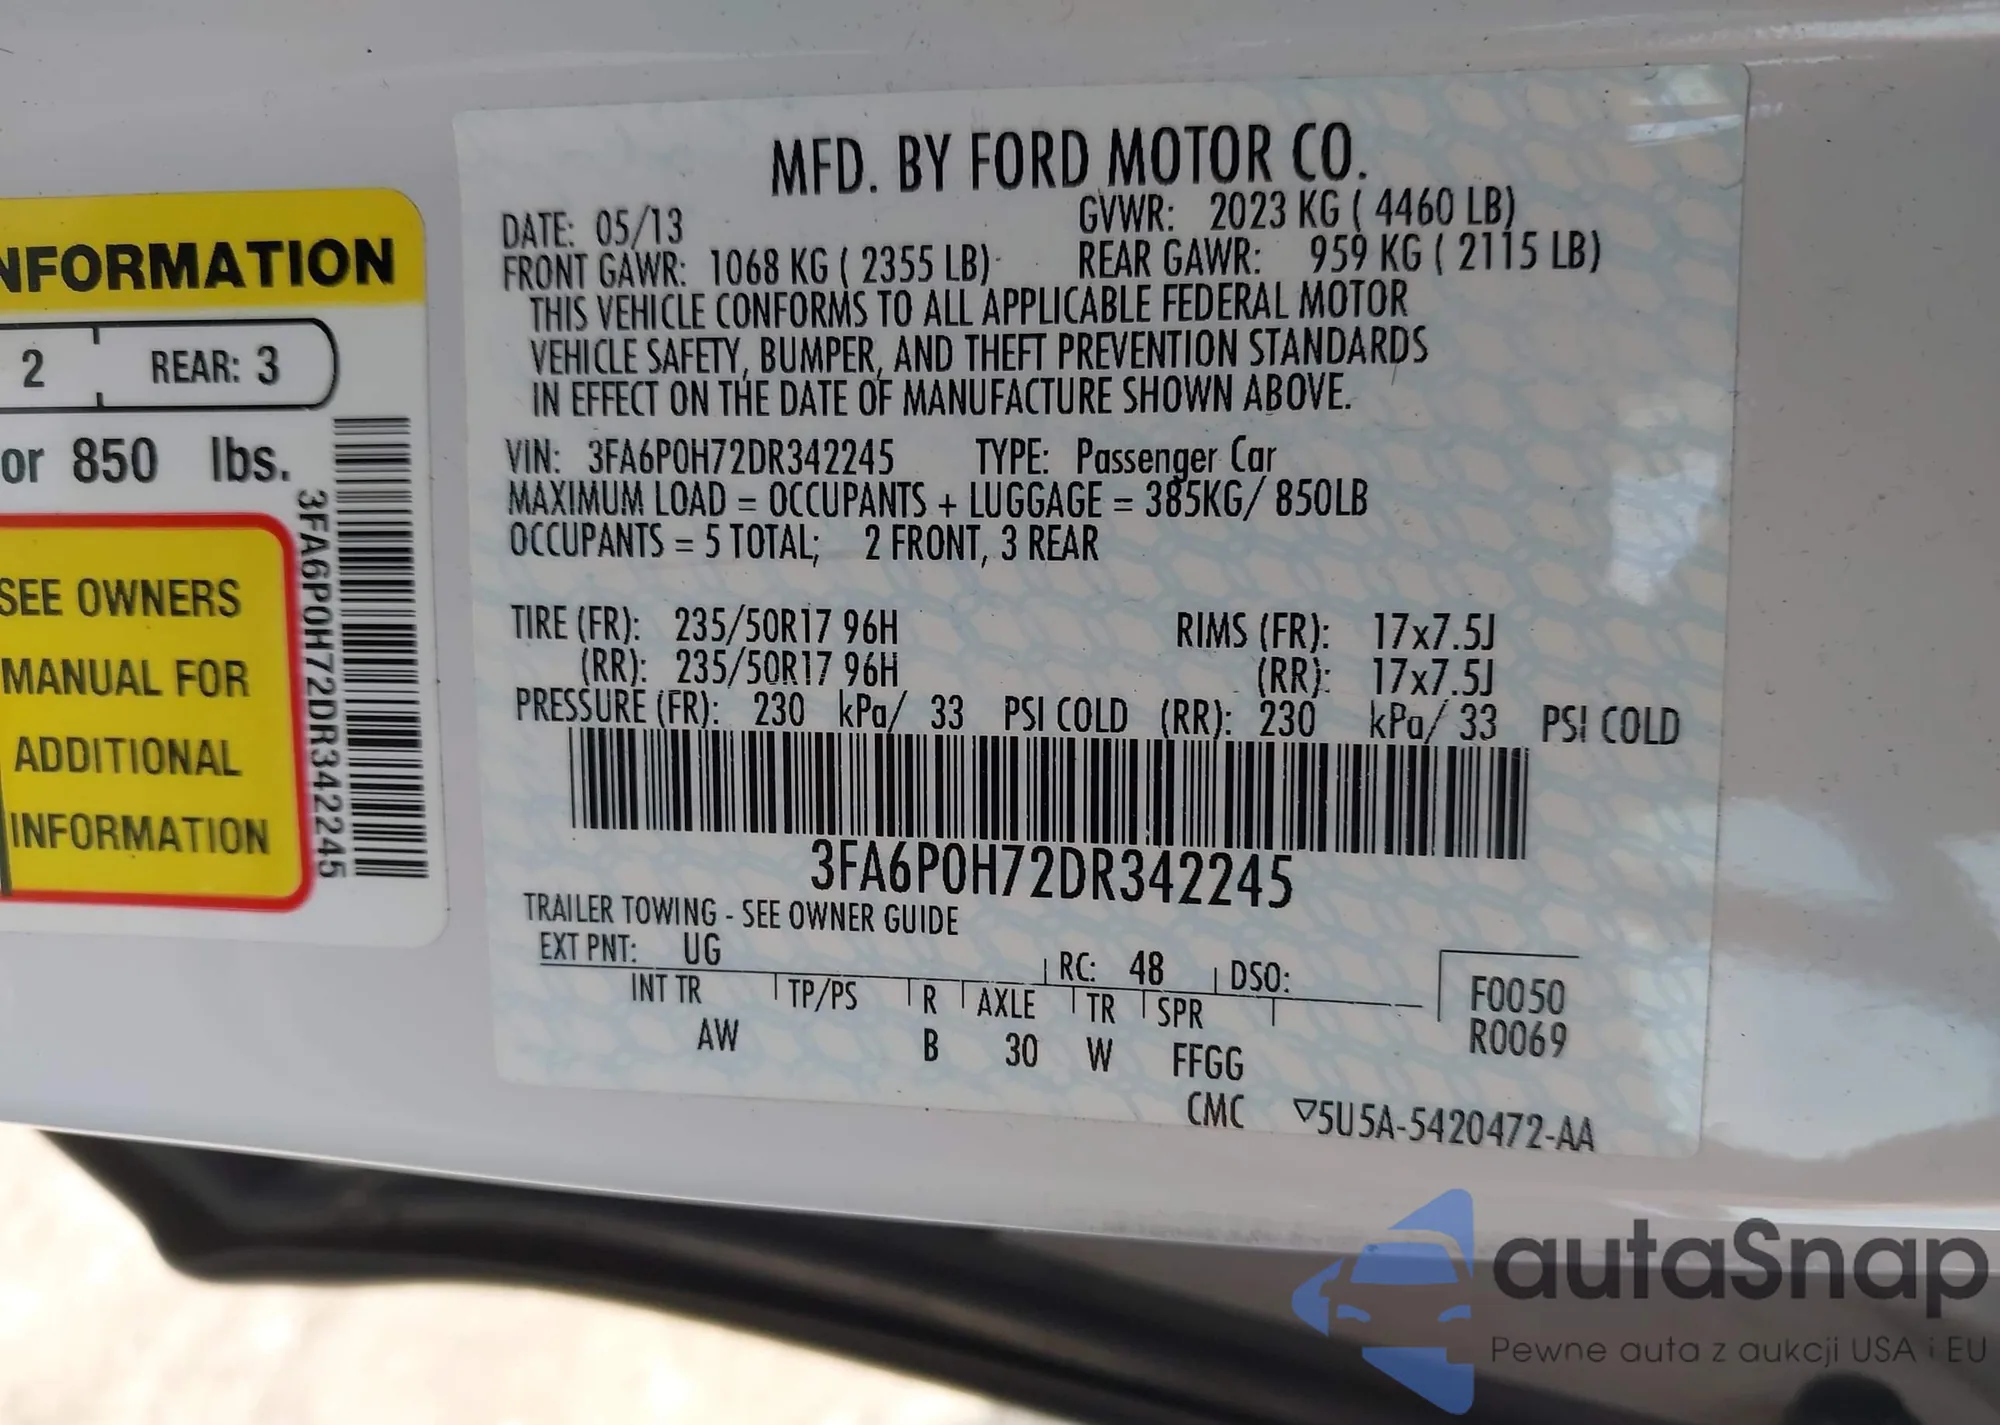 NFORMATION
2 REAR: 3
or 850 lbs.
SEE OWNERS
MANUAL FOR
ADDITIONAL
INFORMATION
3FA6P0H72DR342245
MFD. BY FORD MOTOR CO.
DATE: 05/13 GVWR: 2023 KG ( 4460 LB)
FRONT GAWR: 1068 KG ( 2355 LB) REAR GAWR: 959 KG ( 2115 LB)
THIS VEHICLE CONFORMS TO ALL APPLICABLE FEDERAL MOTOR
VEHICLE SAFETY, BUMPER, AND THEFT PREVENTION STANDARDS
IN EFFECT ON THE DATE OF MANUFACTURE SHOWN ABOVE.
VIN: 3FA6P0H72DR342245 TYPE: Passenger Car
MAXIMUM LOAD = OCCUPANTS + LUGGAGE = 385KG/ 850LB
OCCUPANTS = 5 TOTAL; 2 FRONT, 3 REAR
TIRE (FR): 235/50R17 96H RIMS (FR): 17x7.5J
(RR): 235/50R17 96H (RR): 17x7.5J
PRESSURE (FR): 230 kPa/ 33 PSI COLD (RR): 230 kPa/ 33 PSI COLD
3FA6P0H72DR342245
TRAILER TOWING - SEE OWNER GUIDE
EXT PNT: UG RC: 48 DSO:
INT TR TP/PS R AXLE TR SPR F0050
AW B 30 W FFGG R0069
CMC ▽5U5A-5420472-AA
autaSnap
Pewne auta z aukcji USA i EU